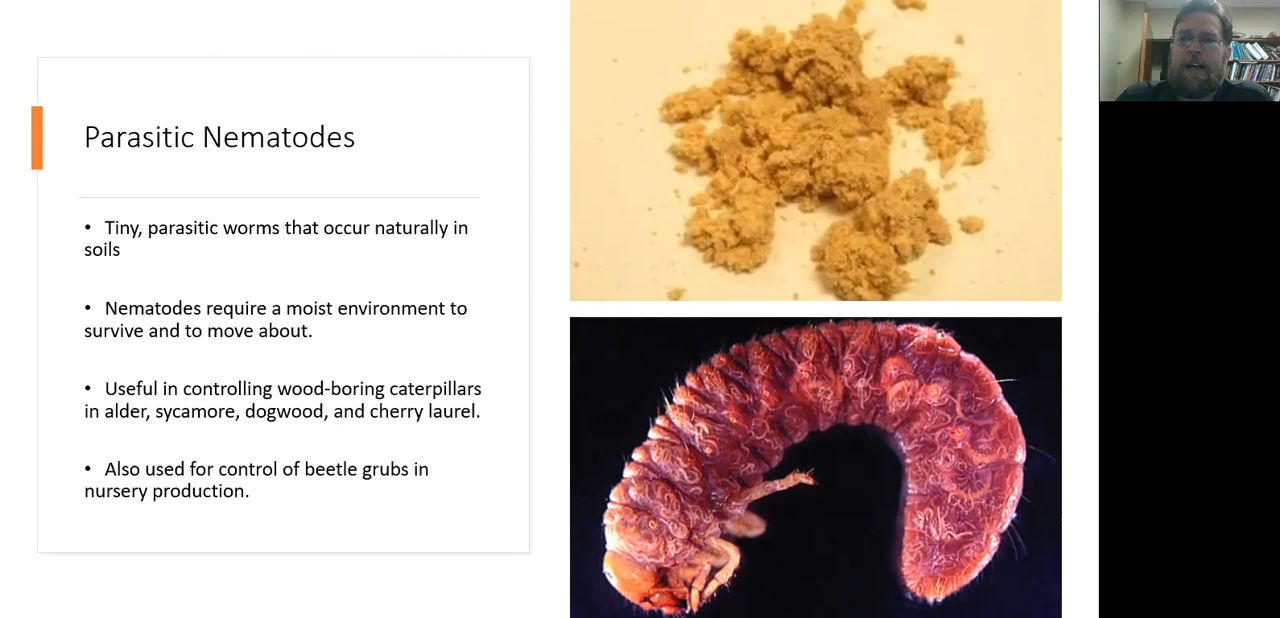 Parasitic Nematodes
• Tiny, parasitic worms that occur naturally in
soils
• Nematodes require a moist environment to
survive and to move about.
• Useful in controlling wood-boring caterpillars
in alder, sycamore, dogwood, and cherry laurel.
• Also used for control of beetle grubs in
nursery production.